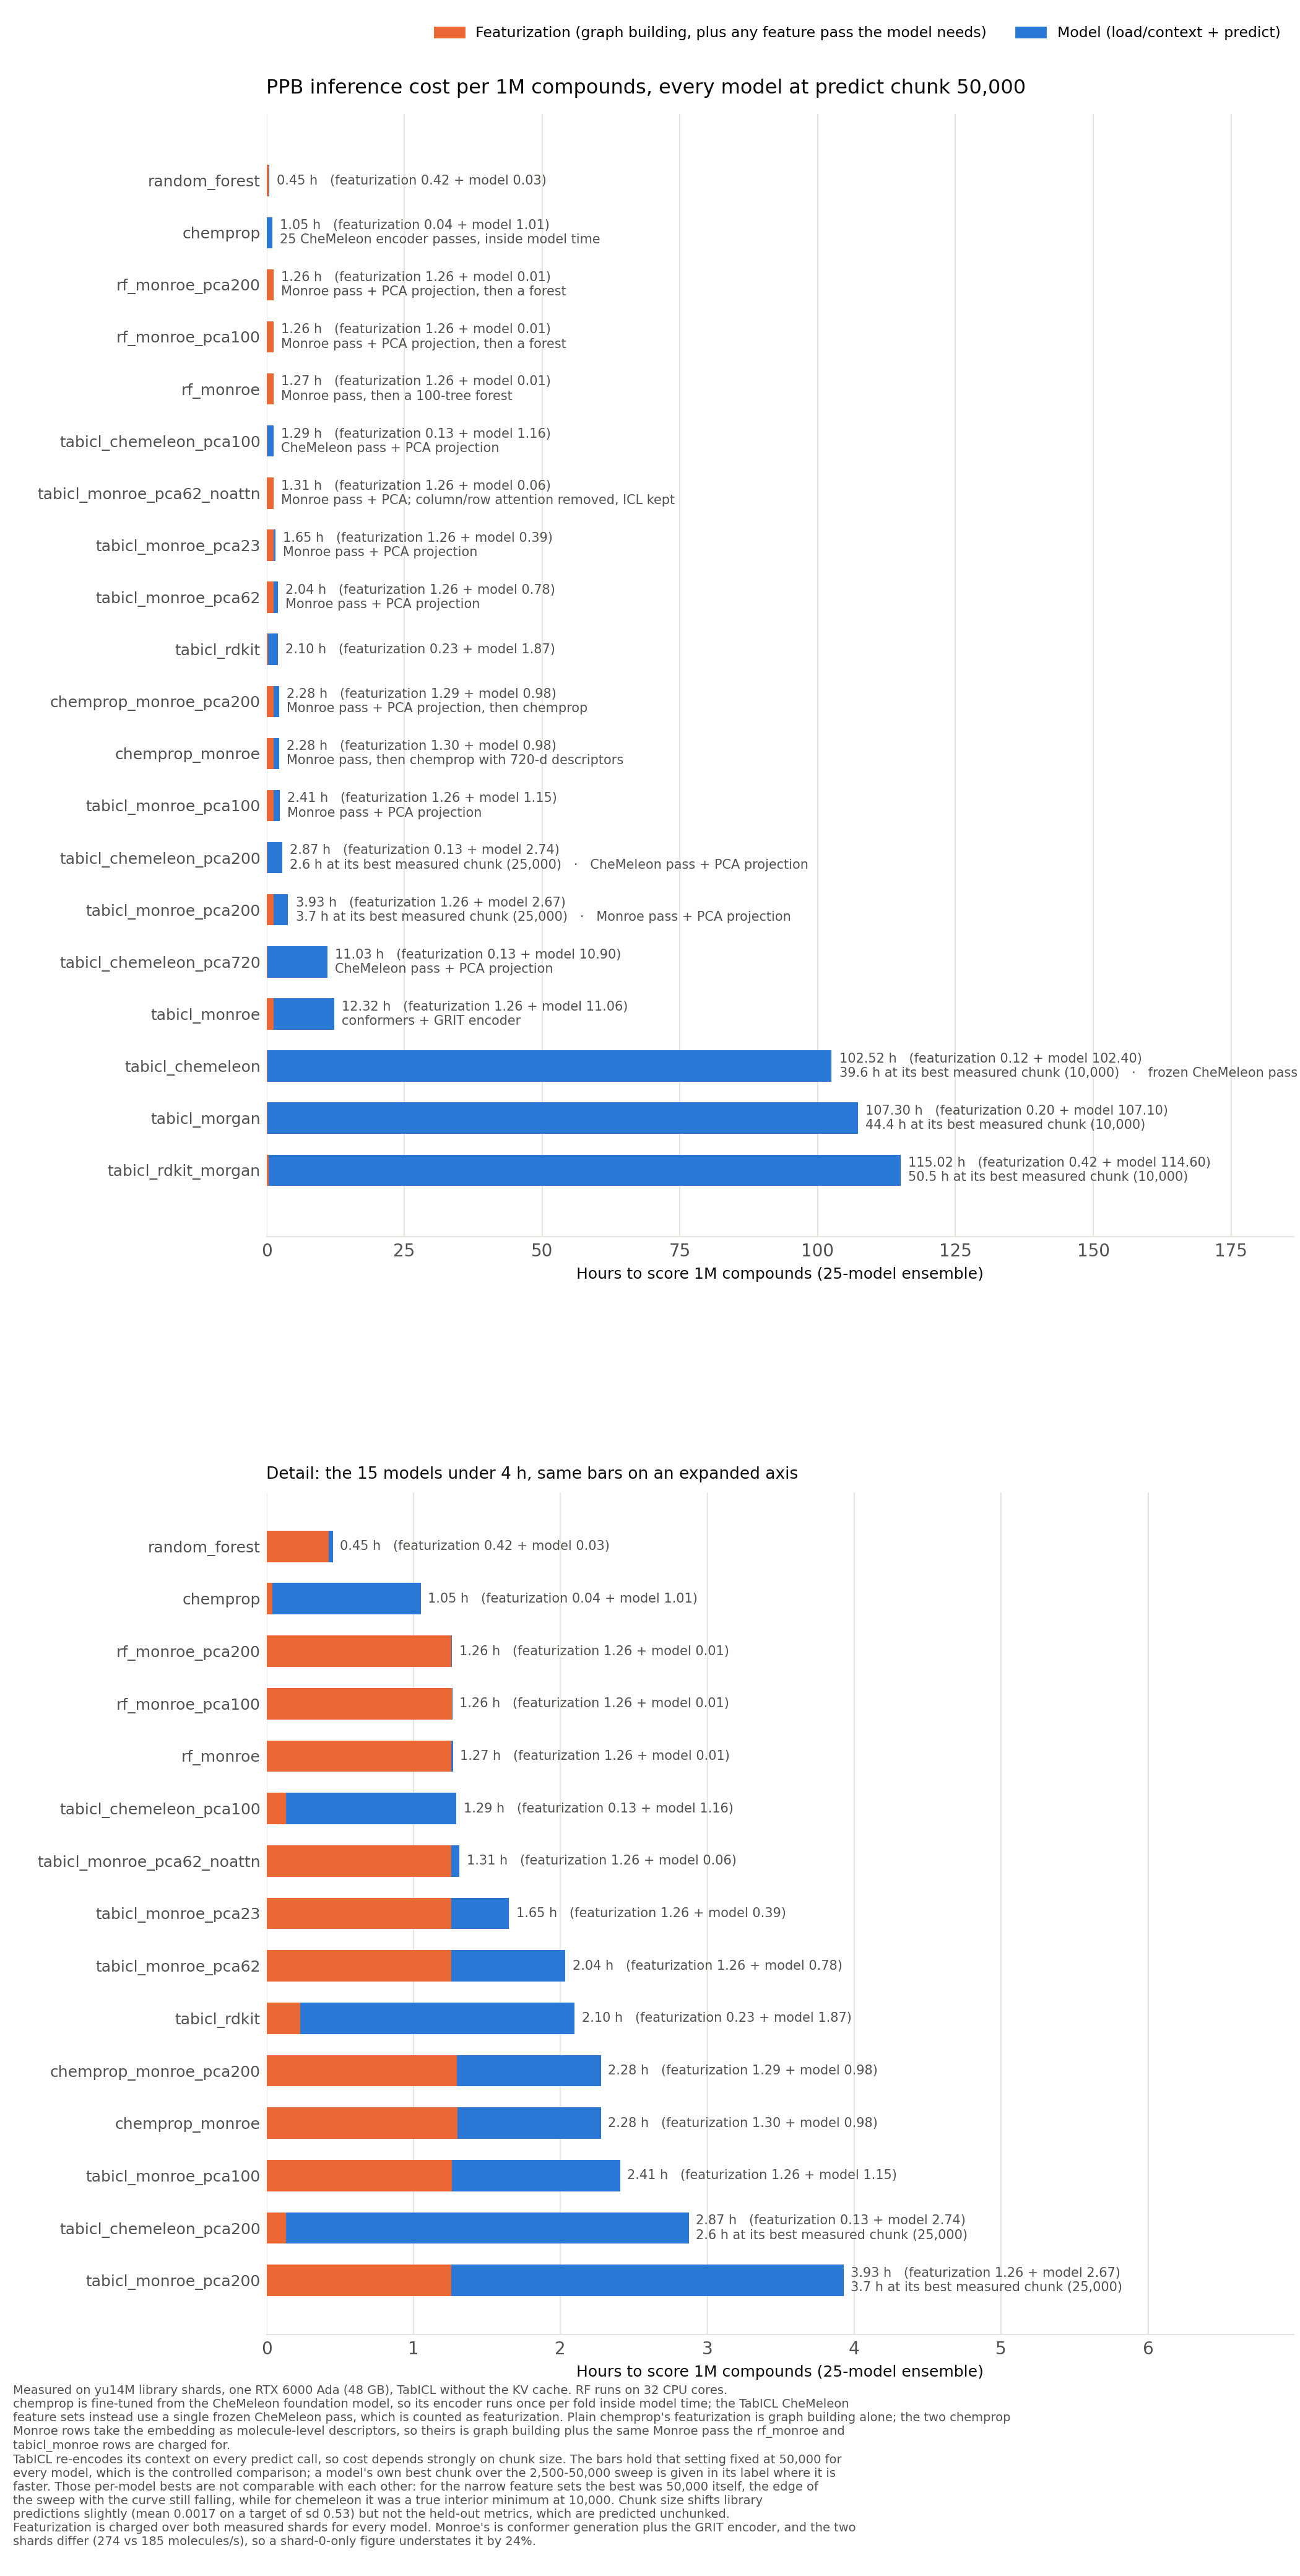 Featurization (graph building, plus any feature pass the model needs)
Model (load/context + predict)
PPB inference cost per 1M compounds, every model at predict chunk 50,000
random_forest
0.45 h (featurization 0.42 + model 0.03)
chemprop
1.05 h (featurization 0.04 + model 1.01)
25 CheMeleon encoder passes, inside model time
rf_monroe_pca200
1.26 h (featurization 1.26 + model 0.01)
Monroe pass + PCA projection, then a forest
rf_monroe_pca100
1.26 h (featurization 1.26 + model 0.01)
Monroe pass + PCA projection, then a forest
rf_monroe
1.27 h (featurization 1.26 + model 0.01)
Monroe pass, then a 100-tree forest
tabicl_chemeleon_pca100
1.29 h (featurization 0.13 + model 1.16)
CheMeleon pass + PCA projection
tabicl_monroe_pca62_noattn
1.31 h (featurization 1.26 + model 0.06)
Monroe pass + PCA; column/row attention removed, ICL kept
tabicl_monroe_pca23
1.65 h (featurization 1.26 + model 0.39)
Monroe pass + PCA projection
tabicl_monroe_pca62
2.04 h (featurization 1.26 + model 0.78)
Monroe pass + PCA projection
tabicl_rdkit
2.10 h (featurization 0.23 + model 1.87)
chemprop_monroe_pca200
2.28 h (featurization 1.29 + model 0.98)
Monroe pass + PCA projection, then chemprop
chemprop_monroe
2.28 h (featurization 1.30 + model 0.98)
Monroe pass, then chemprop with 720-d descriptors
tabicl_monroe_pca100
2.41 h (featurization 1.26 + model 1.15)
Monroe pass + PCA projection
tabicl_chemeleon_pca200
2.87 h (featurization 0.13 + model 2.74)
2.6 h at its best measured chunk (25,000) · CheMeleon pass + PCA projection
tabicl_monroe_pca200
3.93 h (featurization 1.26 + model 2.67)
3.7 h at its best measured chunk (25,000) · Monroe pass + PCA projection
tabicl_chemeleon_pca720
11.03 h (featurization 0.13 + model 10.90)
CheMeleon pass + PCA projection
tabicl_monroe
12.32 h (featurization 1.26 + model 11.06)
conformers + GRIT encoder
tabicl_chemeleon
102.52 h (featurization 0.12 + model 102.40)
39.6 h at its best measured chunk (10,000) · frozen CheMeleon pass
tabicl_morgan
107.30 h (featurization 0.20 + model 107.10)
44.4 h at its best measured chunk (10,000)
tabicl_rdkit_morgan
115.02 h (featurization 0.42 + model 114.60)
50.5 h at its best measured chunk (10,000)
0 25 50 75 100 125 150 175
Hours to score 1M compounds (25-model ensemble)
Detail: the 15 models under 4 h, same bars on an expanded axis
random_forest
0.45 h (featurization 0.42 + model 0.03)
chemprop
1.05 h (featurization 0.04 + model 1.01)
rf_monroe_pca200
1.26 h (featurization 1.26 + model 0.01)
rf_monroe_pca100
1.26 h (featurization 1.26 + model 0.01)
rf_monroe
1.27 h (featurization 1.26 + model 0.01)
tabicl_chemeleon_pca100
1.29 h (featurization 0.13 + model 1.16)
tabicl_monroe_pca62_noattn
1.31 h (featurization 1.26 + model 0.06)
tabicl_monroe_pca23
1.65 h (featurization 1.26 + model 0.39)
tabicl_monroe_pca62
2.04 h (featurization 1.26 + model 0.78)
tabicl_rdkit
2.10 h (featurization 0.23 + model 1.87)
chemprop_monroe_pca200
2.28 h (featurization 1.29 + model 0.98)
chemprop_monroe
2.28 h (featurization 1.30 + model 0.98)
tabicl_monroe_pca100
2.41 h (featurization 1.26 + model 1.15)
tabicl_chemeleon_pca200
2.87 h (featurization 0.13 + model 2.74)
2.6 h at its best measured chunk (25,000)
tabicl_monroe_pca200
3.93 h (featurization 1.26 + model 2.67)
3.7 h at its best measured chunk (25,000)
0 1 2 3 4 5 6
Hours to score 1M compounds (25-model ensemble)
Measured on yu14M library shards, one RTX 6000 Ada (48 GB), TabICL without the KV cache. RF runs on 32 CPU cores.
chemprop is fine-tuned from the CheMeleon foundation model, so its encoder runs once per fold inside model time; the TabICL CheMeleon
feature sets instead use a single frozen CheMeleon pass, which is counted as featurization. Plain chemprop's featurization is graph building alone; the two chemprop
Monroe rows take the embedding as molecule-level descriptors, so theirs is graph building plus the same Monroe pass the rf_monroe and
tabicl_monroe rows are charged for.
TabICL re-encodes its context on every predict call, so cost depends strongly on chunk size. The bars hold that setting fixed at 50,000 for
every model, which is the controlled comparison; a model's own best chunk over the 2,500-50,000 sweep is given in its label where it is
faster. Those per-model bests are not comparable with each other: for the narrow feature sets the best was 50,000 itself, the edge of
the sweep with the curve still falling, while for chemeleon it was a true interior minimum at 10,000. Chunk size shifts library
predictions slightly (mean 0.0017 on a target of sd 0.53) but not the held-out metrics, which are predicted unchunked.
Featurization is charged over both measured shards for every model. Monroe's is conformer generation plus the GRIT encoder, and the two
shards differ (274 vs 185 molecules/s), so a shard-0-only figure understates it by 24%.